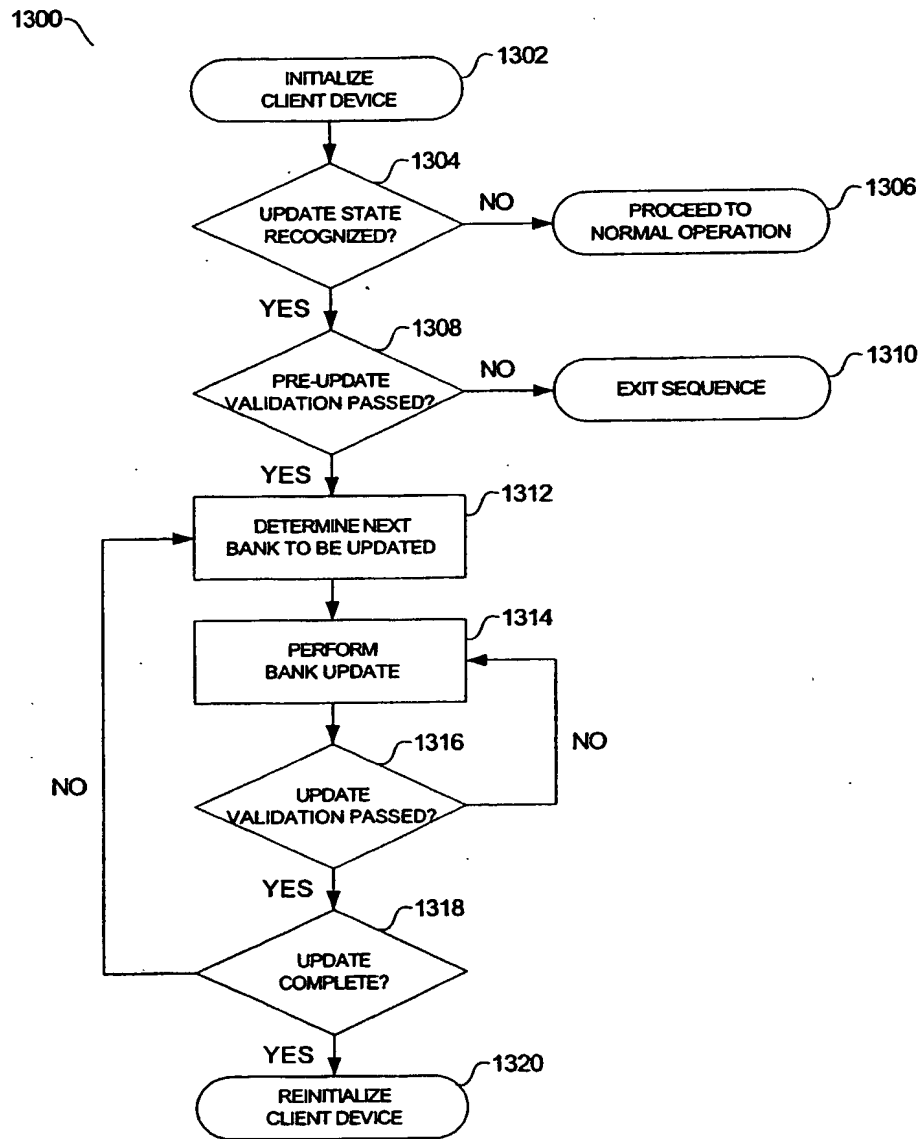 1300
1302
INITIALIZE
CLIENT DEVICE
1304
UPDATE STATE
RECOGNIZED?
NO
1306
PROCEED TO
NORMAL OPERATION
YES
1308
PRE-UPDATE
VALIDATION PASSED?
NO
1310
EXIT SEQUENCE
YES
1312
DETERMINE NEXT
BANK TO BE UPDATED
1314
PERFORM
BANK UPDATE
1316
UPDATE
VALIDATION PASSED?
NO
NO
YES
1318
UPDATE
COMPLETE?
YES
1320
REINITIALIZE
CLIENT DEVICE